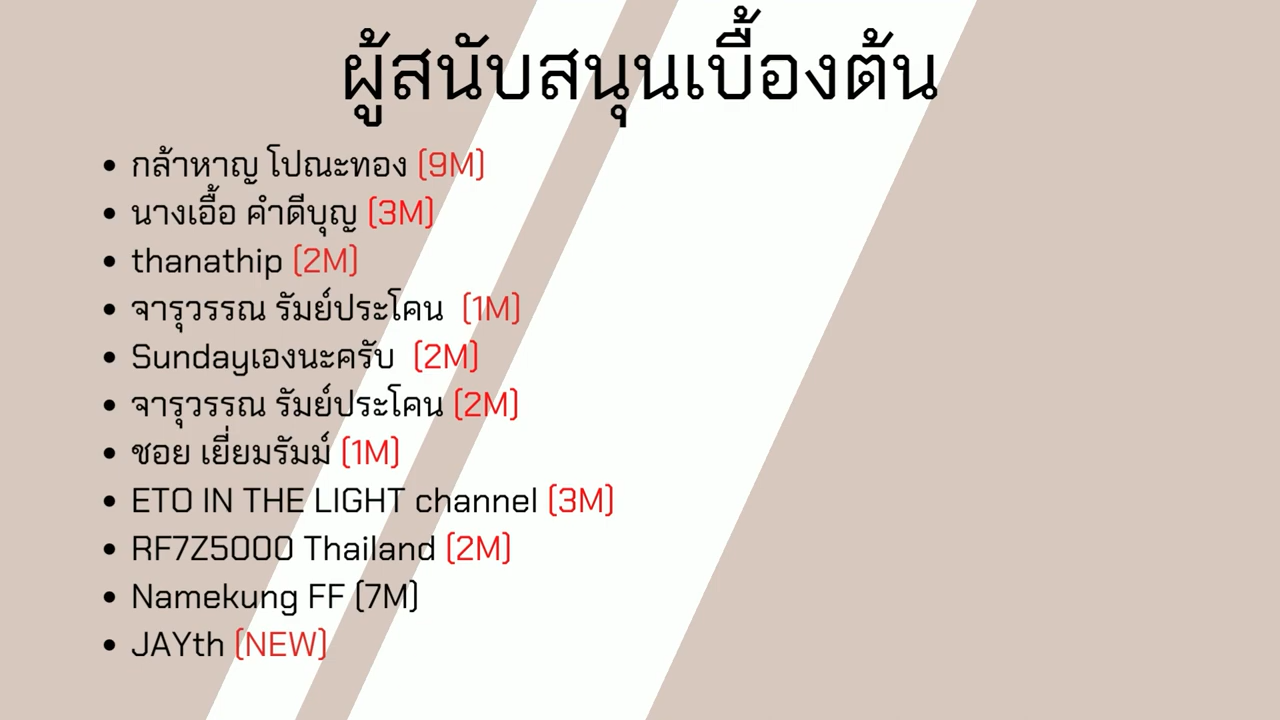 ผู้สนับสนุนเบื้องต้น
• กล้าหาญ โปณะทอง (9M)
• นางเอื้อ คำดีบุญ (3M)
• thanathip (2M)
• จารุวรรณ รัมย์ประโคน (1M)
• Sundayเองนะครับ (2M)
• จารุวรรณ รัมย์ประโคน (2M)
• ชอย เยี่ยมรัมม์ (1M)
• ETO IN THE LIGHT channel (3M)
• RF7Z5000 Thailand (2M)
• Namekung FF (7M)
• JAYth (NEW)